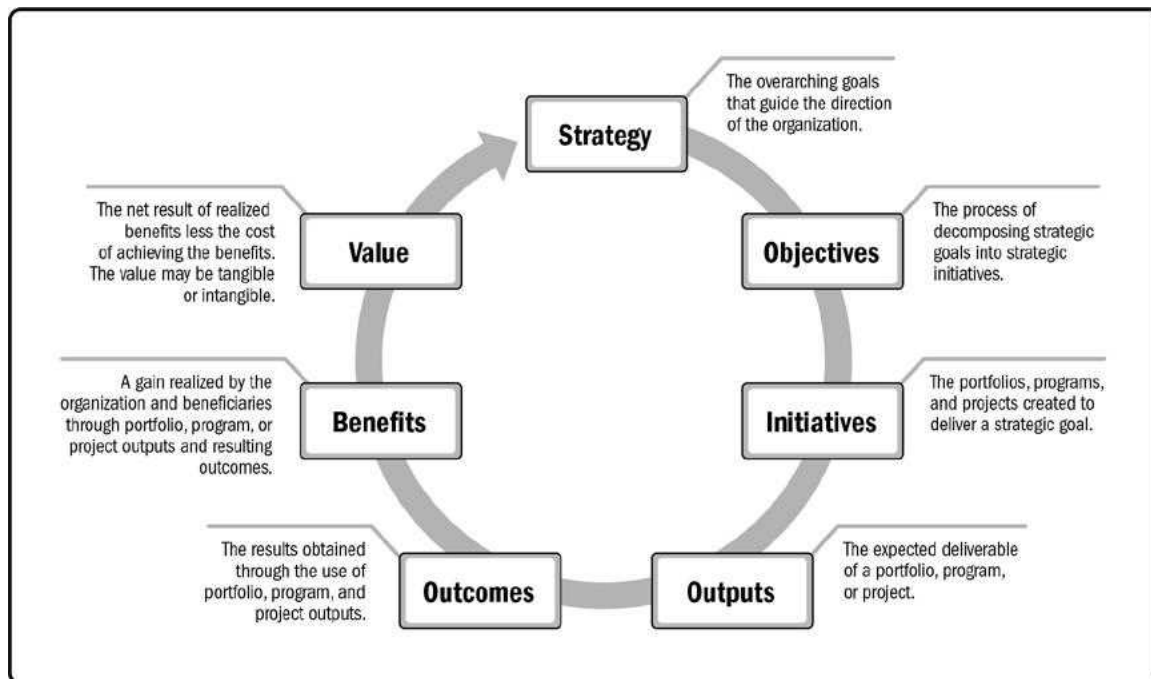 Strategy
The overarching goals
that guide the direction
of the organization.
Objectives
The process of
decomposing strategic
goals into strategic
initiatives.
Initiatives
The portfolios, programs,
and projects created to
deliver a strategic goal.
Outputs
The expected deliverable
of a portfolio, program,
or project.
Outcomes
The results obtained
through the use of
portfolio, program, and
project outputs.
Benefits
A gain realized by the
organization and beneficiaries
through portfolio, program, or
project outputs and resulting
outcomes.
Value
The net result of realized
benefits less the cost
of achieving the benefits.
The value may be tangible
or intangible.